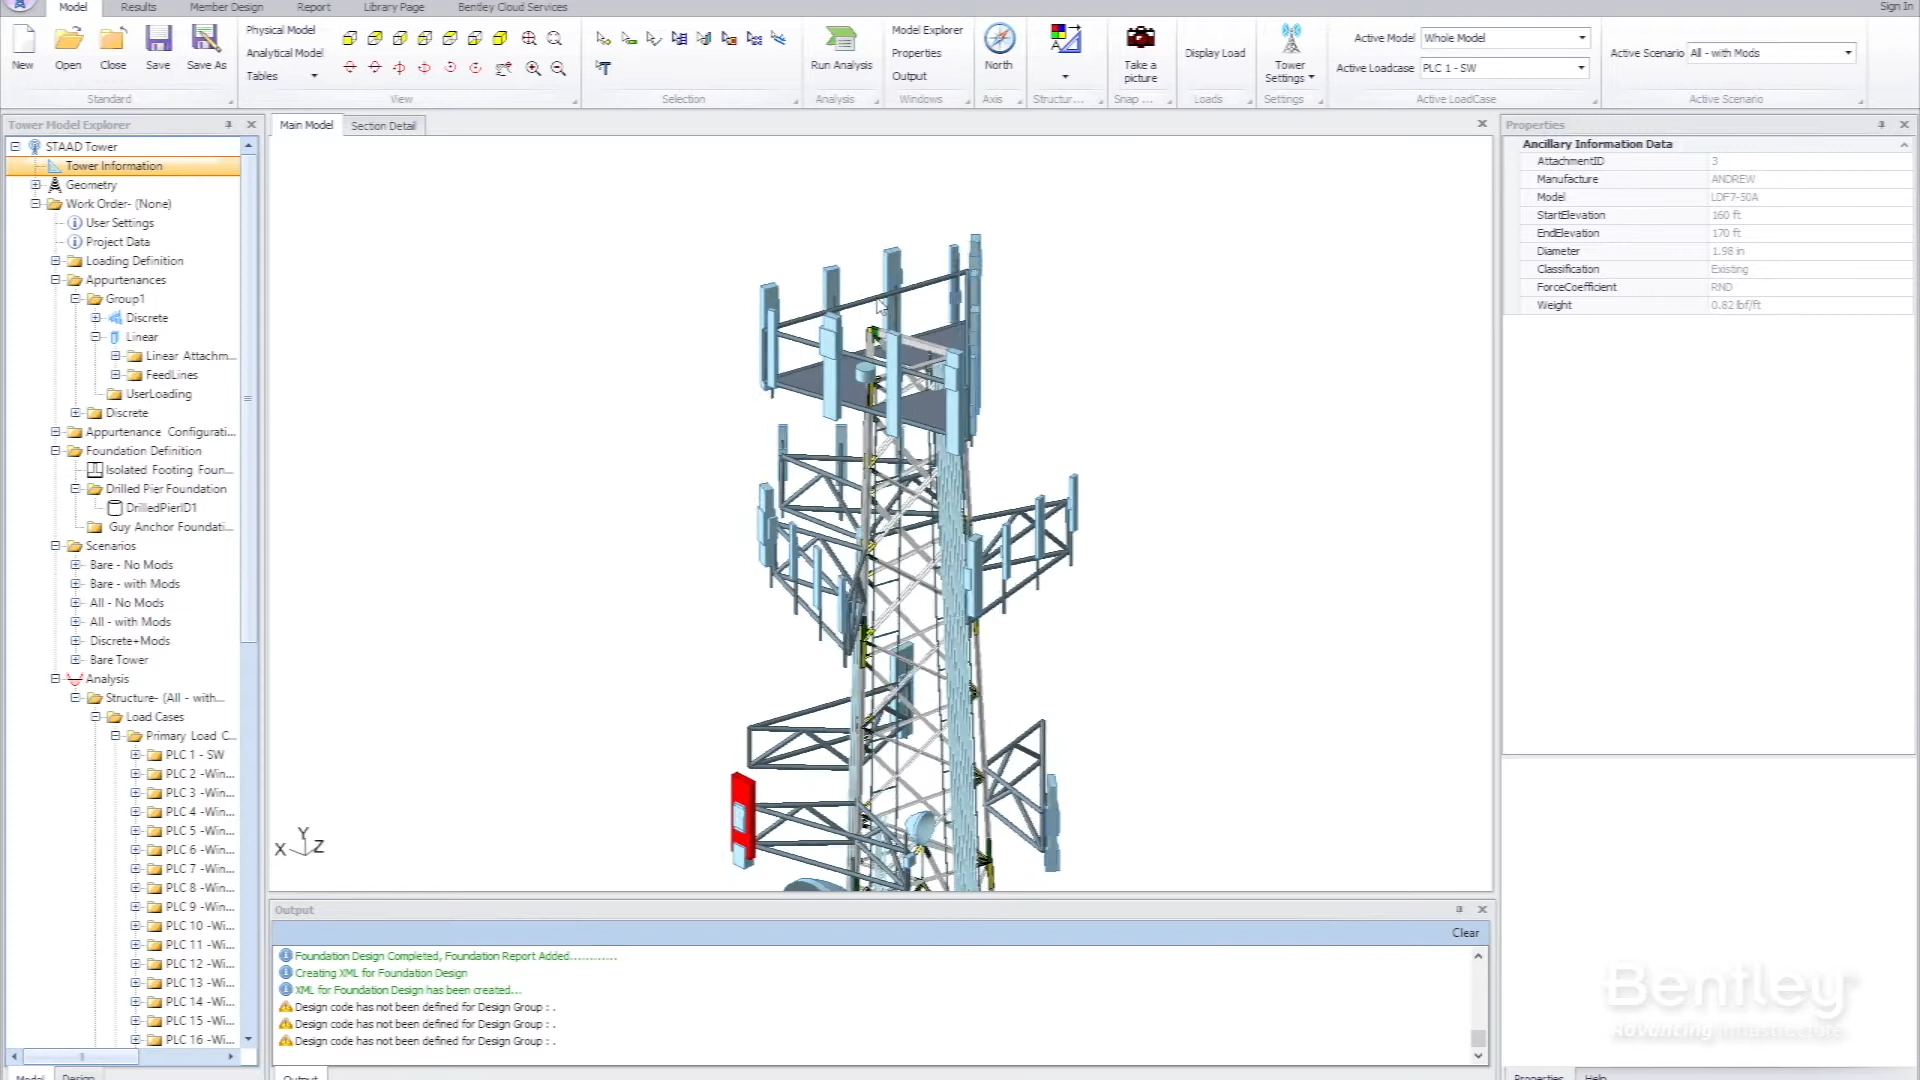 Model Results Member Design Report Library Page Bentley Cloud Services Sign In
New Open Close Save Save As
Standard
Physical Model
Analytical Model
Tables
View
Selection
Run Analysis
Analysis
Model Explorer
Properties
Output
Windows
North
Axis
Structur...
Take a picture
Snap ...
Display Load
Loads
Tower Settings
Settings
Active Model Whole Model
Active Loadcase PLC 1 - SW
Active LoadCase
Active Scenario All - with Mods
Active Scenario
Tower Model Explorer
STAAD Tower
Tower Information
Geometry
Work Order- (None)
User Settings
Project Data
Loading Definition
Appurtenances
Group1
Discrete
Linear
Linear Attachm...
FeedLines
UserLoading
Discrete
Appurtenance Configurati...
Foundation Definition
Isolated Footing Foun...
Drilled Pier Foundation
DrilledPierID1
Guy Anchor Foundati...
Scenarios
Bare - No Mods
Bare - with Mods
All - No Mods
All - with Mods
Discrete+Mods
Bare Tower
Analysis
Structure- (All - with...
Load Cases
Primary Load C...
PLC 1 - SW
PLC 2 -Win...
PLC 3 -Win...
PLC 4 -Win...
PLC 5 -Win...
PLC 6 -Win...
PLC 7 -Win...
PLC 8 -Win...
PLC 9 -Win...
PLC 10 -Wi...
PLC 11 -Wi...
PLC 12 -Wi...
PLC 13 -Wi...
PLC 14 -Wi...
PLC 15 -Wi...
PLC 16 -Wi...
Model Design
Main Model Section Detail
Y
X Z
Output
Clear
Foundation Design Completed, Foundation Report Added............
Creating XML for Foundation Design
XML for Foundation Design has been created...
Design code has not been defined for Design Group : .
Design code has not been defined for Design Group : .
Design code has not been defined for Design Group : .
Output
Properties
Ancillary Information Data
AttachmentID 3
Manufacture ANDREW
Model LDF7-50A
StartElevation 160 ft
EndElevation 170 ft
Diameter 1.98 in
Classification Existing
ForceCoefficient RND
Weight 0.82 lbf/ft
Bentley
Advancing Infrastructure
Properties Help